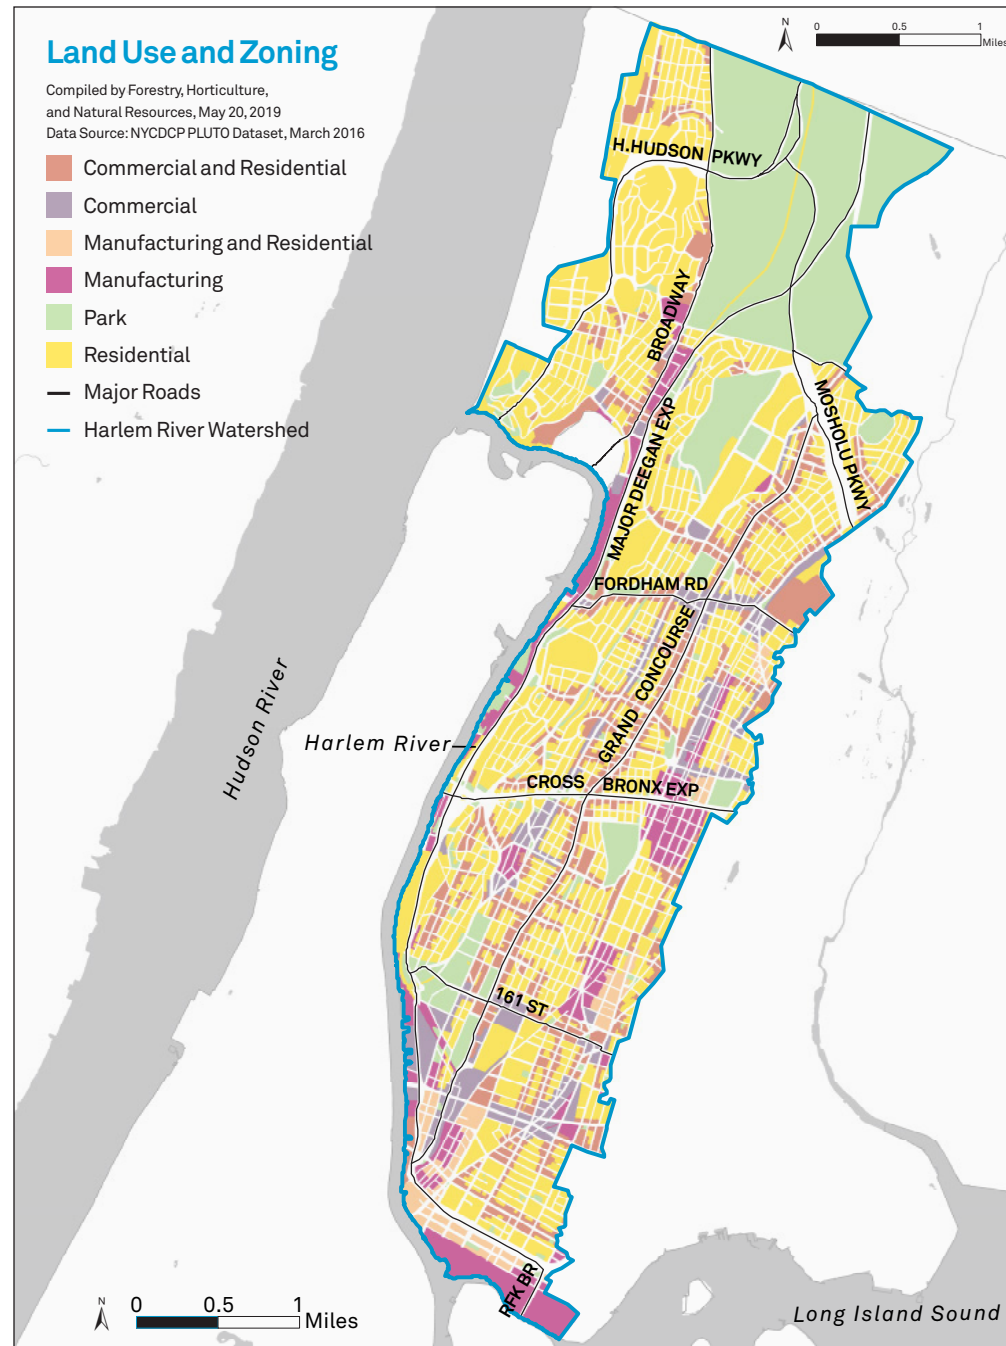 Land Use and Zoning
Compiled by Forestry, Horticulture,
and Natural Resources, May 20, 2019
Data Source: NYCDCP PLUTO Dataset, March 2016
Commercial and Residential
Commercial
Manufacturing and Residential
Manufacturing
Park
Residential
Major Roads
Harlem River Watershed
N
0 0.5 1
Miles
H.HUDSON PKWY
BROADWAY
MAJOR DEEGAN EXP
MOSHOLU PKWY
FORDHAM RD
GRAND CONCOURSE
Hudson River
Harlem River
CROSS BRONX EXP
161 ST
RFK BR
Long Island Sound
N
0 0.5 1
Miles